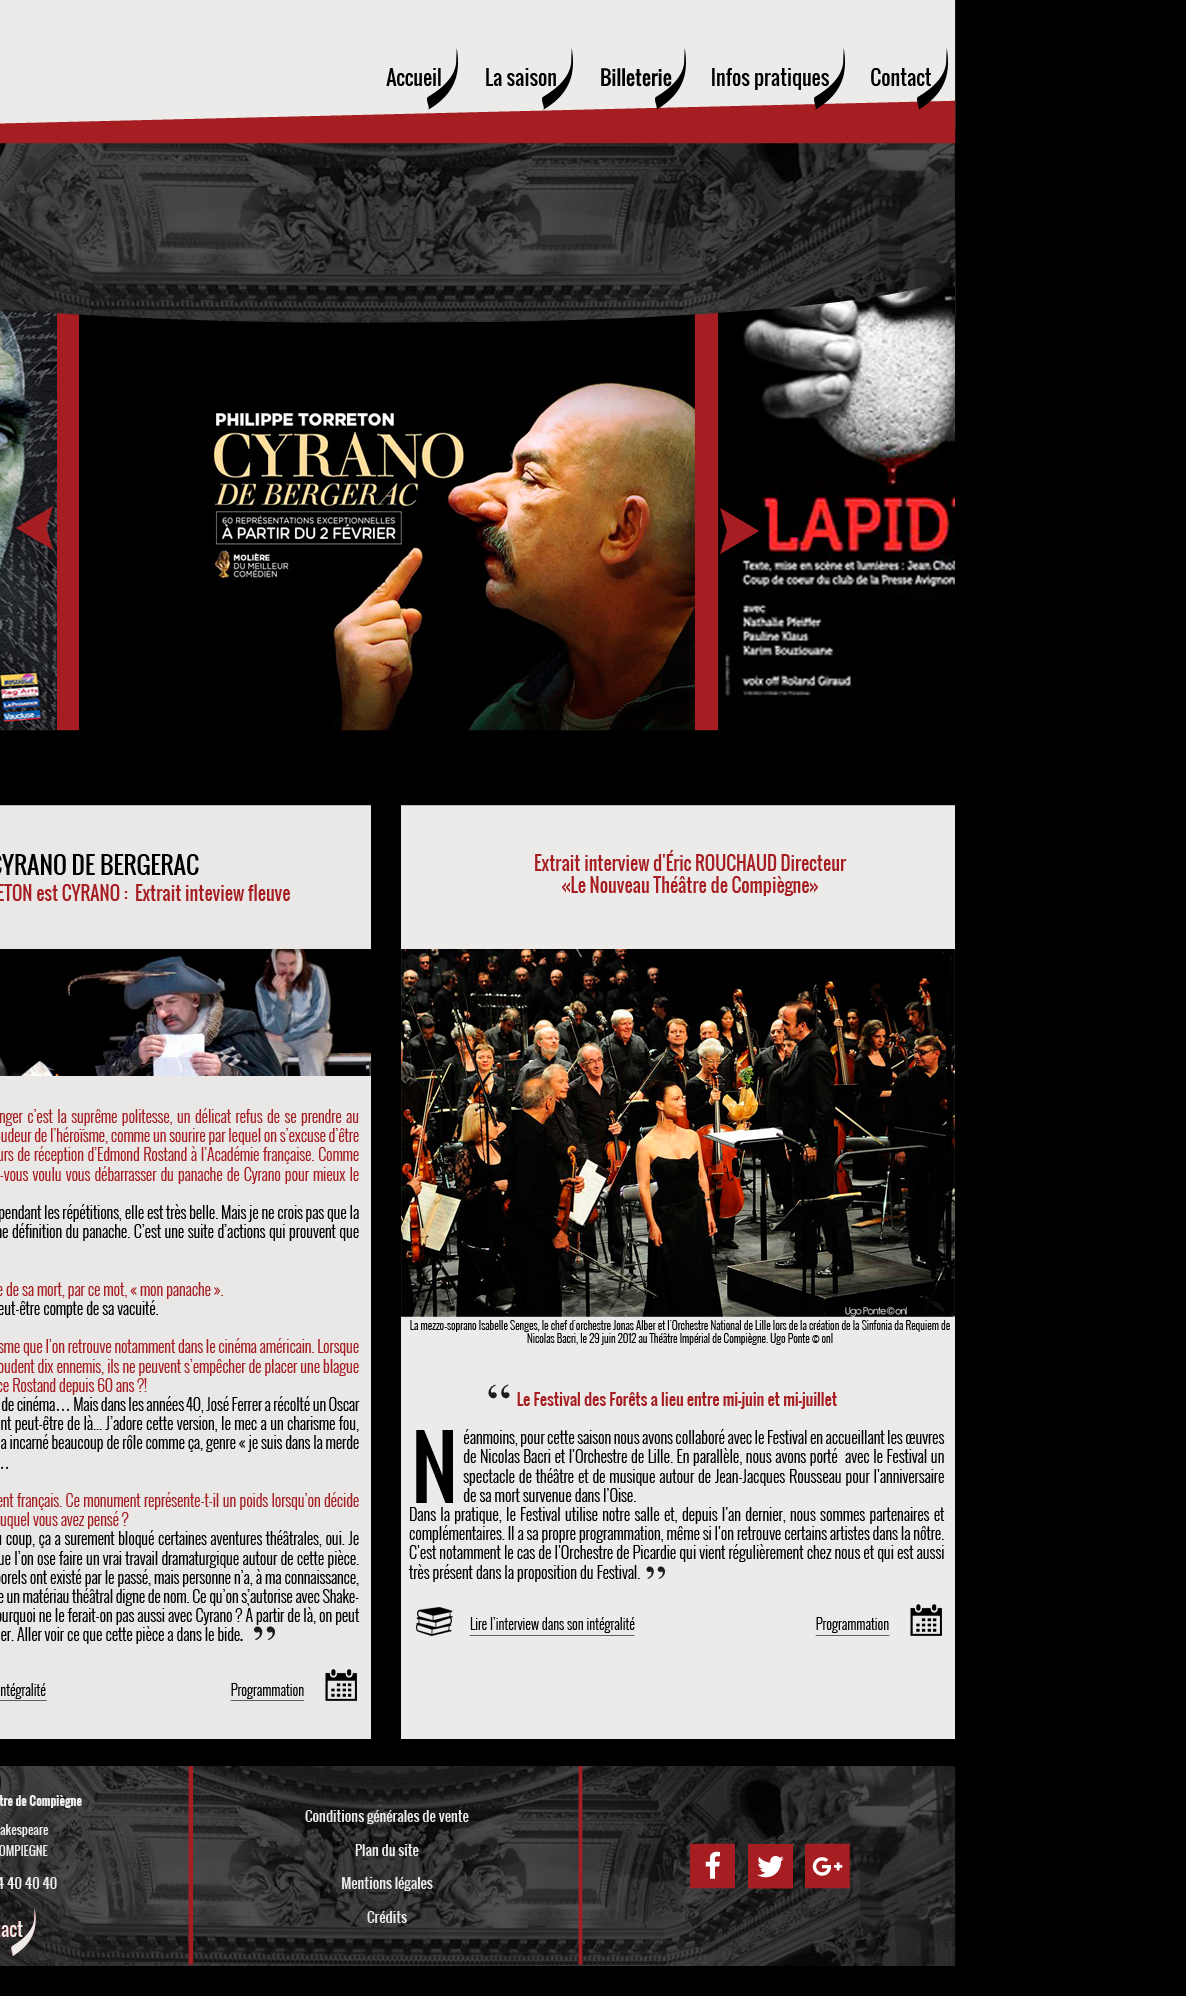 Accueil La saison Billeterie Infos pratiques Contact
PHILIPPE TORRETON
CYRANO
DE BERGERAC
60 REPRÉSENTATIONS EXCEPTIONNELLES
À PARTIR DU 2 FÉVRIER
MOLIÈRE
DU MEILLEUR
COMÉDIEN
LAPID
Texte, mise en scène et lumières : Jean Chol
Coup de coeur du club de la Presse Avignon
avec
Nathalie Pfeiffer
Pauline Klaus
Karim Bouziouane
voix off Roland Giraud
Reg'Arts
La Provence
Vaucluse
CYRANO DE BERGERAC
ETON est CYRANO : Extrait inteview fleuve
nger c'est la suprême politesse, un délicat refus de se prendre au
udeur de l'héroïsme, comme un sourire par lequel on s'excuse d'être
urs de réception d'Edmond Rostand à l'Académie française. Comme
-vous voulu vous débarrasser du panache de Cyrano pour mieux le
pendant les répétitions, elle est très belle. Mais je ne crois pas que la
ne définition du panache. C'est une suite d'actions qui prouvent que
e de sa mort, par ce mot, « mon panache ».
eut-être compte de sa vacuité.
sme que l'on retrouve notamment dans le cinéma américain. Lorsque
oudent dix ennemis, ils ne peuvent s'empêcher de placer une blague
ce Rostand depuis 60 ans ?!
de cinéma… Mais dans les années 40, José Ferrer a récolté un Oscar
nt peut-être de là... J'adore cette version, le mec a un charisme fou,
a incarné beaucoup de rôle comme ça, genre « je suis dans la merde
…
ent français. Ce monument représente-t-il un poids lorsqu'on décide
uquel vous avez pensé ?
u coup, ça a surement bloqué certaines aventures théâtrales, oui. Je
ue l'on ose faire un vrai travail dramaturgique autour de cette pièce.
orels ont existé par le passé, mais personne n'a, à ma connaissance,
e un matériau théâtral digne de nom. Ce qu'on s'autorise avec Shake-
ourquoi ne le ferait-on pas aussi avec Cyrano ? A partir de là, on peut
er. Aller voir ce que cette pièce a dans le bide. ”
ntégralité Programmation
Extrait interview d'Éric ROUCHAUD Directeur
«Le Nouveau Théâtre de Compiègne»
Ugo Ponte©onl
La mezzo-soprano Isabelle Senges, le chef d'orchestre Jonas Alber et l'Orchestre National de Lille lors de la création de la Sinfonia da Requiem de
Nicolas Bacri, le 29 juin 2012 au Théâtre Impérial de Compiègne. Ugo Ponte © onl
“ Le Festival des Forêts a lieu entre mi-juin et mi-juillet
Néanmoins, pour cette saison nous avons collaboré avec le Festival en accueillant les œuvres
de Nicolas Bacri et l'Orchestre de Lille. En parallèle, nous avons porté avec le Festival un
spectacle de théâtre et de musique autour de Jean-Jacques Rousseau pour l'anniversaire
de sa mort survenue dans l'Oise.
Dans la pratique, le Festival utilise notre salle et, depuis l'an dernier, nous sommes partenaires et
complémentaires. Il a sa propre programmation, même si l'on retrouve certains artistes dans la nôtre.
C'est notamment le cas de l'Orchestre de Picardie qui vient régulièrement chez nous et qui est aussi
très présent dans la proposition du Festival. ”
Lire l'interview dans son intégralité Programmation
tre de Compiègne
akespeare
OMPIEGNE
4 40 40 40
tact
Conditions générales de vente
Plan du site
Mentions légales
Crédits
f G+